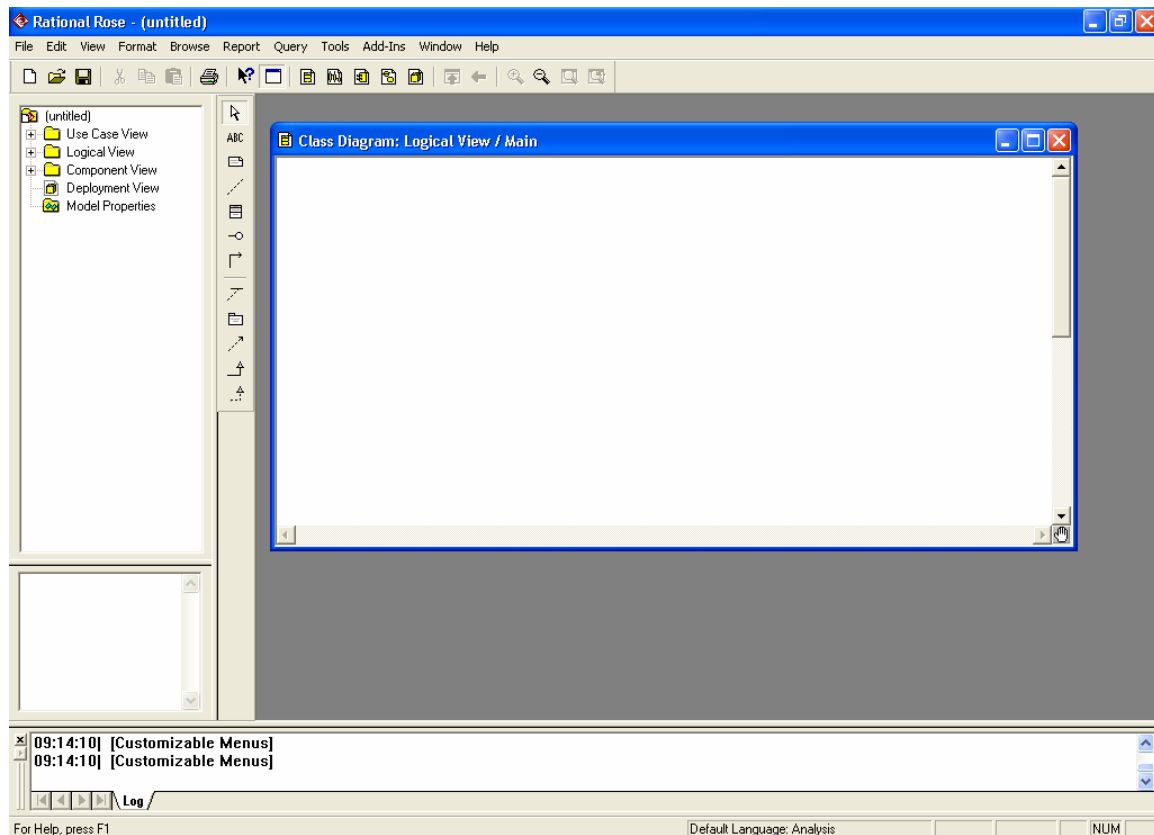 Rational Rose - (untitled)
File Edit View Format Browse Report Query Tools Add-Ins Window Help
(untitled)
Use Case View
Logical View
Component View
Deployment View
Model Properties
ABC
Class Diagram: Logical View / Main
09:14:10| [Customizable Menus]
09:14:10| [Customizable Menus]
Log
For Help, press F1
Default Language: Analysis
NUM